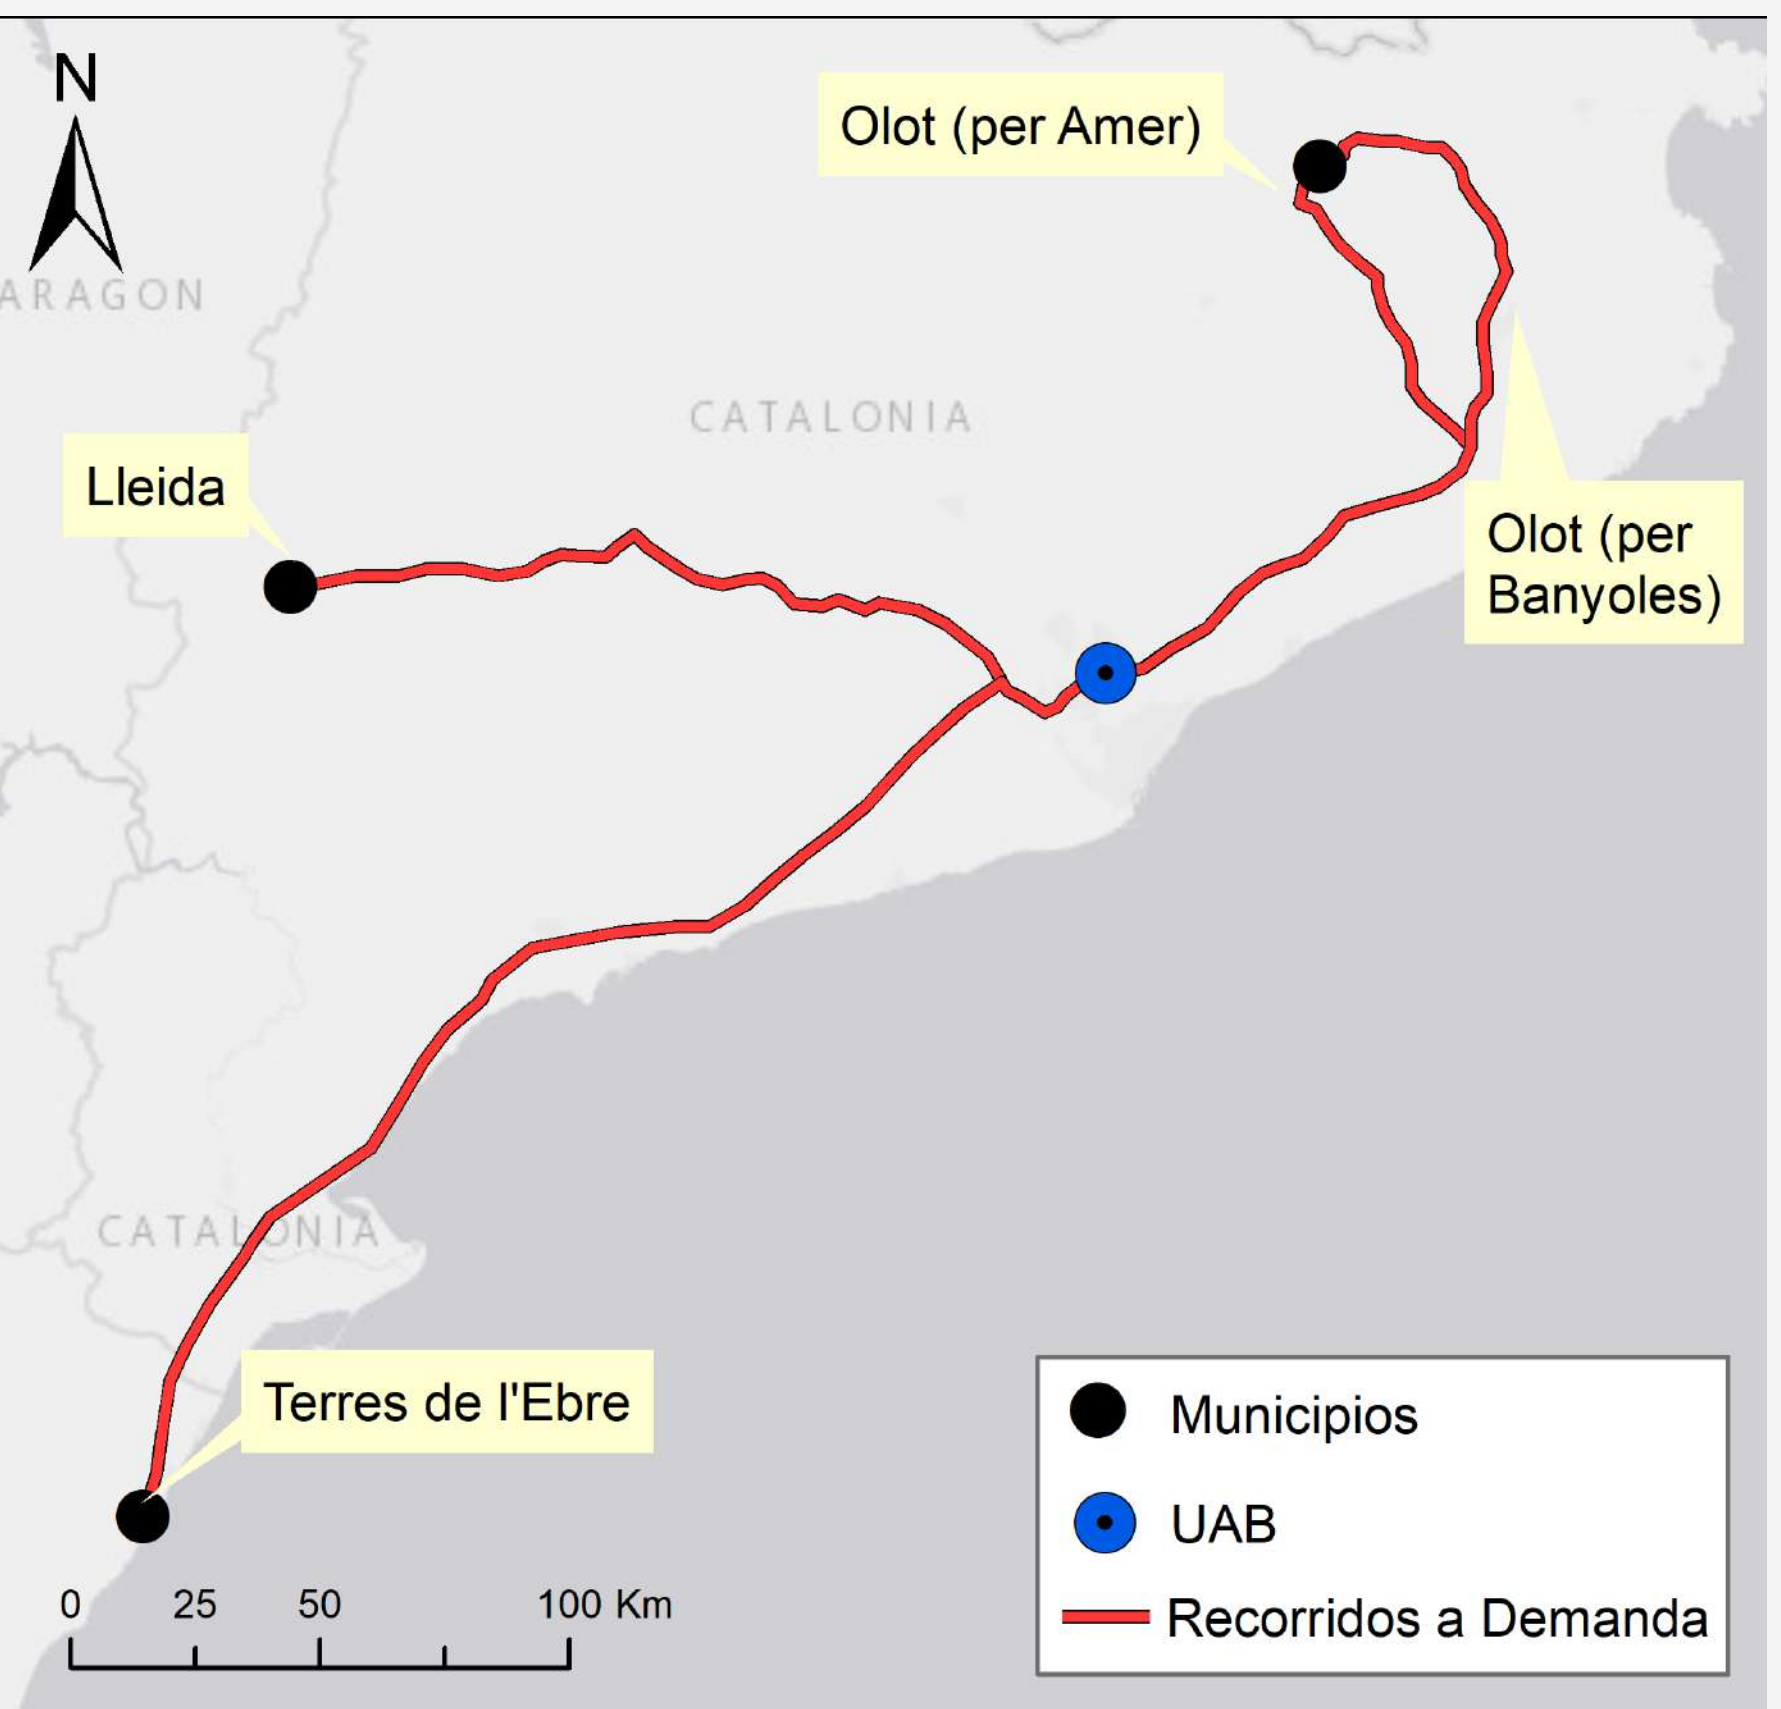 N
Olot (per Amer)
ARAGON
CATALONIA
Lleida
Olot (per
Banyoles)
CATALONIA
Terres de l'Ebre
Municipios
UAB
Recorridos a Demanda
0 25 50 100 Km